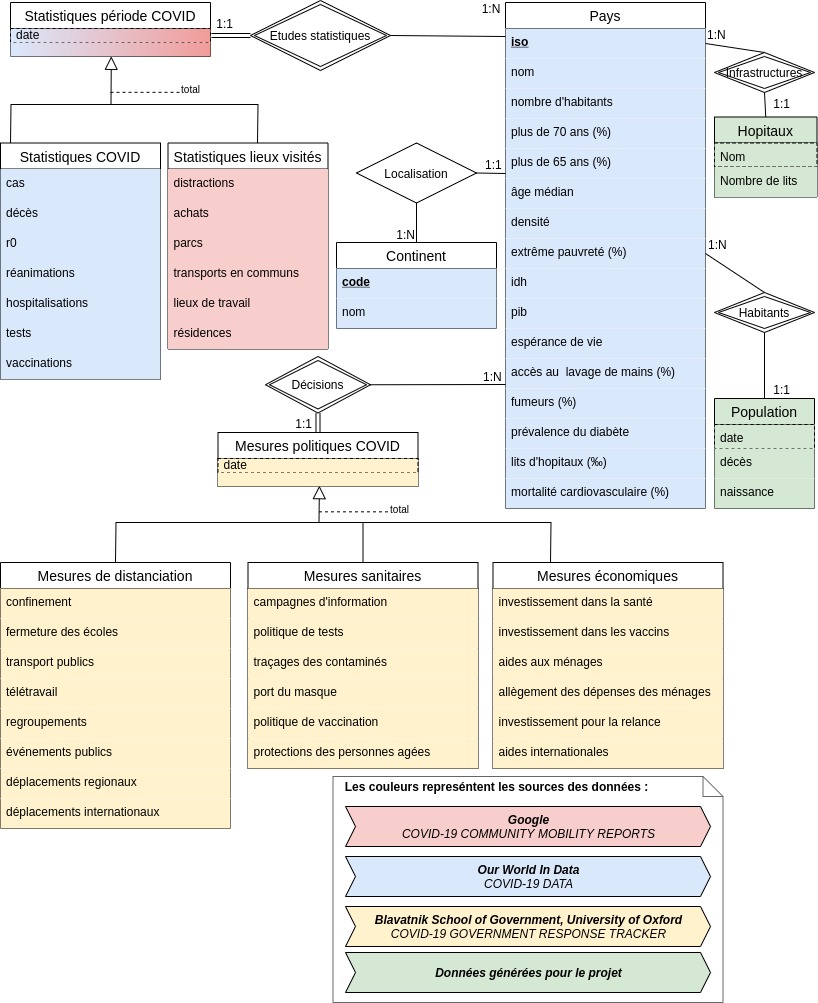 Statistiques période COVID
date
1:1
Etudes statistiques
1:N
total
Statistiques COVID
cas
décès
r0
réanimations
hospitalisations
tests
vaccinations
Statistiques lieux visités
distractions
achats
parcs
transports en communs
lieux de travail
résidences
Localisation
1:1
1:N
Continent
code
nom
Pays
iso
nom
nombre d'habitants
plus de 70 ans (%)
plus de 65 ans (%)
âge médian
densité
extrême pauvreté (%)
idh
pib
espérance de vie
accès au  lavage de mains (%)
fumeurs (%)
prévalence du diabète
lits d'hopitaux (‰)
mortalité cardiovasculaire (%)
1:N
Infrastructures
1:1
Hopitaux
Nom
Nombre de lits
1:N
Habitants
1:1
Population
date
décès
naissance
Décisions
1:N
1:1
Mesures politiques COVID
date
total
Mesures de distanciation
confinement
fermeture des écoles
transport publics
télétravail
regroupements
événements publics
déplacements regionaux
déplacements internationaux
Mesures sanitaires
campagnes d'information
politique de tests
traçages des contaminés
port du masque
politique de vaccination
protections des personnes agées
Mesures économiques
investissement dans la santé
investissement dans les vaccins
aides aux ménages
allègement des dépenses des ménages
investissement pour la relance
aides internationales
Les couleurs représentent les sources des données :
Google
COVID-19 COMMUNITY MOBILITY REPORTS
Our World In Data
COVID-19 DATA
Blavatnik School of Government, University of Oxford
COVID-19 GOVERNMENT RESPONSE TRACKER
Données générées pour le projet